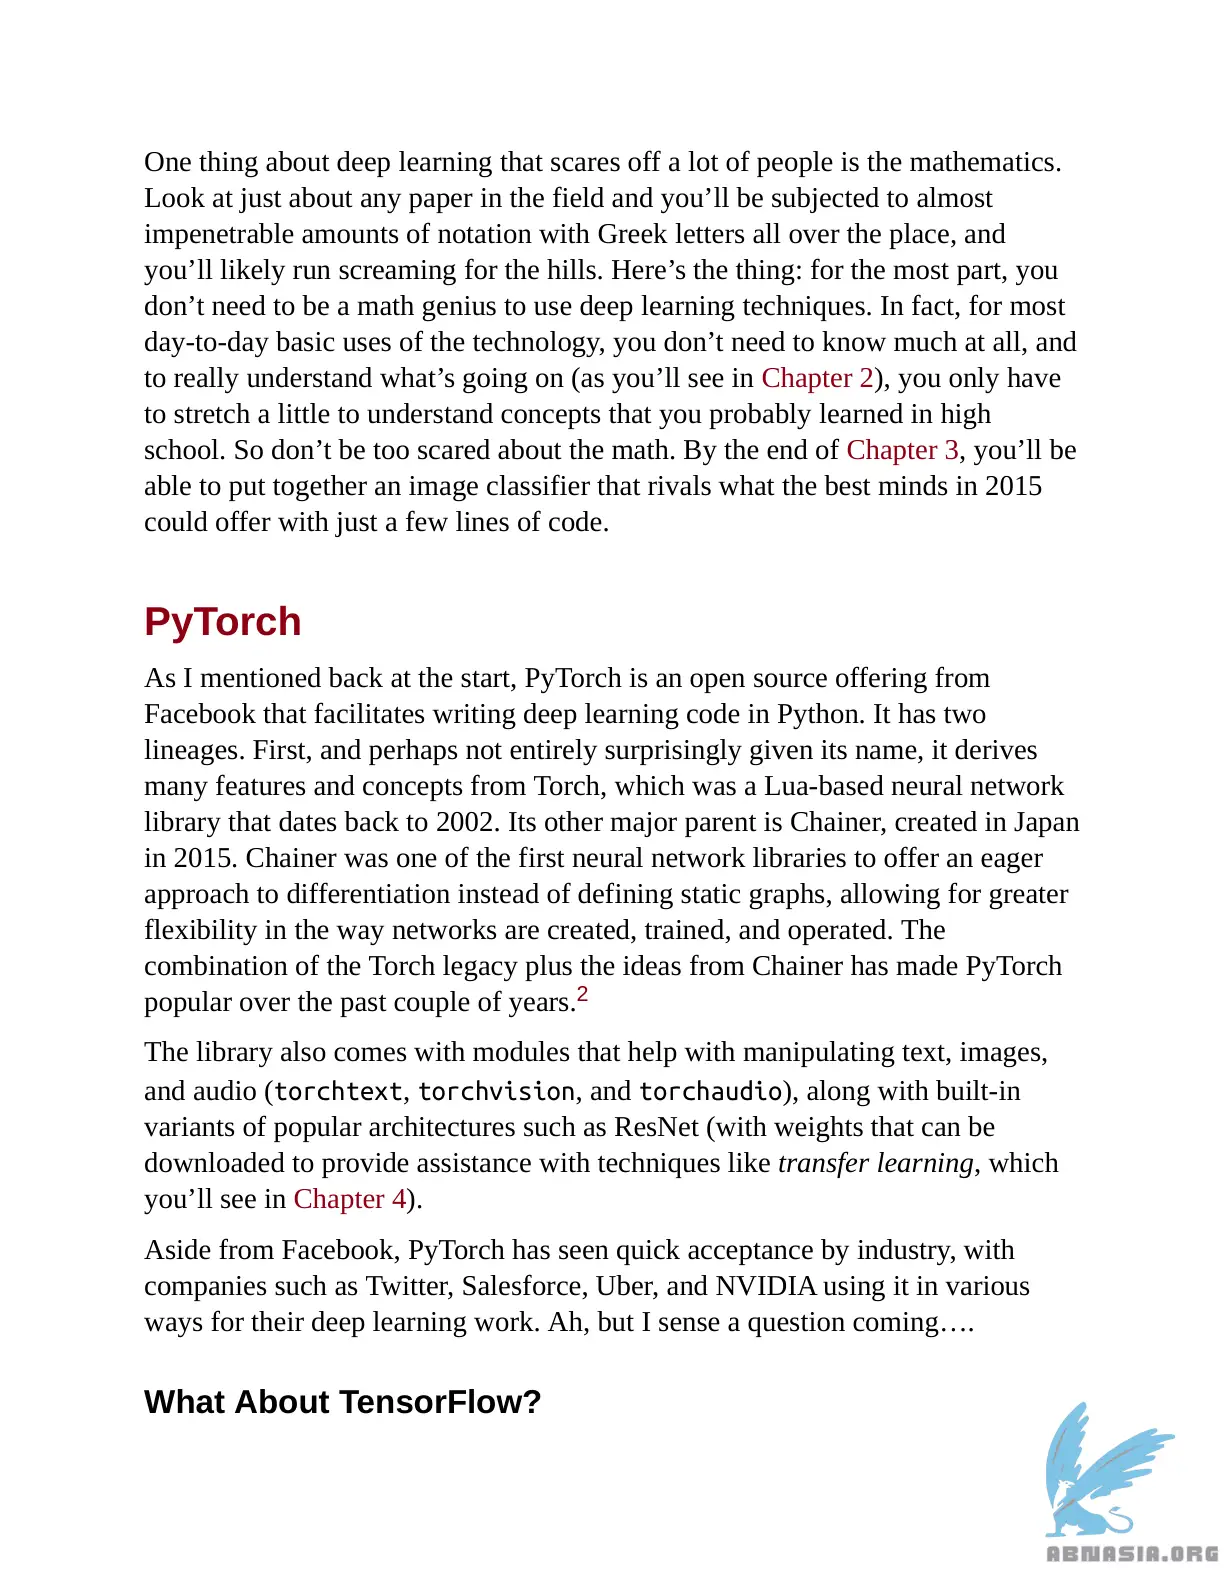 One thing about deep learning that scares off a lot of people is the mathematics.
Look at just about any paper in the field and you’ll be subjected to almost
impenetrable amounts of notation with Greek letters all over the place, and
you’ll likely run screaming for the hills. Here’s the thing: for the most part, you
don’t need to be a math genius to use deep learning techniques. In fact, for most
day-to-day basic uses of the technology, you don’t need to know much at all, and
to really understand what’s going on (as you’ll see in Chapter 2), you only have
to stretch a little to understand concepts that you probably learned in high
school. So don’t be too scared about the math. By the end of Chapter 3, you’ll be
able to put together an image classifier that rivals what the best minds in 2015
could offer with just a few lines of code.
PyTorch
As I mentioned back at the start, PyTorch is an open source offering from
Facebook that facilitates writing deep learning code in Python. It has two
lineages. First, and perhaps not entirely surprisingly given its name, it derives
many features and concepts from Torch, which was a Lua-based neural network
library that dates back to 2002. Its other major parent is Chainer, created in Japan
in 2015. Chainer was one of the first neural network libraries to offer an eager
approach to differentiation instead of defining static graphs, allowing for greater
flexibility in the way networks are created, trained, and operated. The
combination of the Torch legacy plus the ideas from Chainer has made PyTorch
popular over the past couple of years.2
The library also comes with modules that help with manipulating text, images,
and audio (torchtext, torchvision, and torchaudio), along with built-in
variants of popular architectures such as ResNet (with weights that can be
downloaded to provide assistance with techniques like transfer learning, which
you’ll see in Chapter 4).
Aside from Facebook, PyTorch has seen quick acceptance by industry, with
companies such as Twitter, Salesforce, Uber, and NVIDIA using it in various
ways for their deep learning work. Ah, but I sense a question coming….
What About TensorFlow?
ABNASIA.ORG